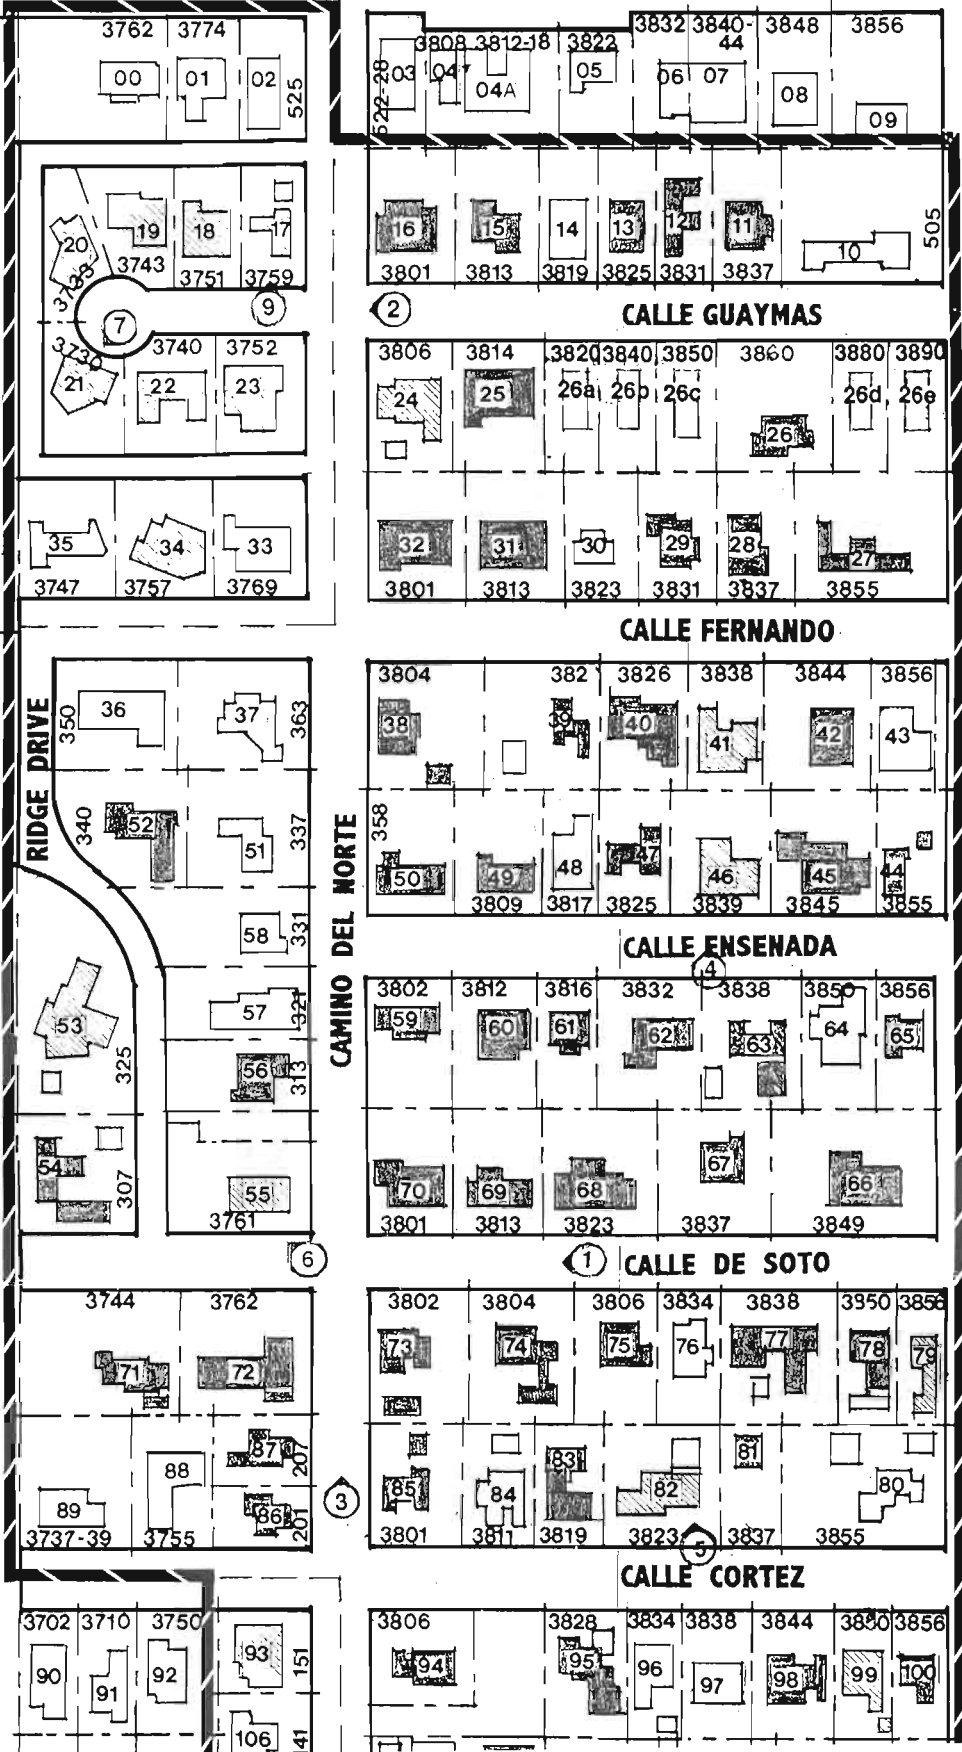 3762 3774
00 01 02
525
3832 3840-44 3848 3856
3808 3812-18 3822
522-28
03 04 04A 05 06 07 08 09
20 19 18 17
3733 3743 3751 3759
7 9
16 15 14 13 12 11 10
505
3801 3813 3819 3825 3831 3837
2
CALLE GUAYMAS
3730 3740 3752
21 22 23
3806 3814 3820 3840 3850 3860 3880 3890
24 25 26a 26b 26c 26 26d 26e
35 34 33
3747 3757 3769
32 31 30 29 28 27
3801 3813 3823 3831 3837 3855
CALLE FERNANDO
RIDGE DRIVE
350 36 37 363
3804 382 3826 3838 3844 3856
38 39 40 41 42 43
340 52 51 337
358
50 49 48 47 46 45 44
3809 3817 3825 3839 3845 3855
58 331
CAMINO DEL NORTE
CALLE ENSENADA
4
53 325
57 321
56 313
3802 3812 3816 3832 3838 3850 3856
59 60 61 62 63 64 65
54 307
55
3761
70 69 68 67 66
3801 3813 3823 3837 3849
6
1
CALLE DE SOTO
3744 3762
71 72
3802 3804 3806 3834 3838 3850 3856
73 74 75 76 77 78 79
87 207
89 88 86 201
3737-39 3755
3
85 84 83 82 81 80
3801 3811 3819 3823 3837 3855
5
CALLE CORTEZ
3702 3710 3750
90 91 92 93 151
106 141
3806 3828 3834 3838 3844 3850 3856
94 95 96 97 98 99 100